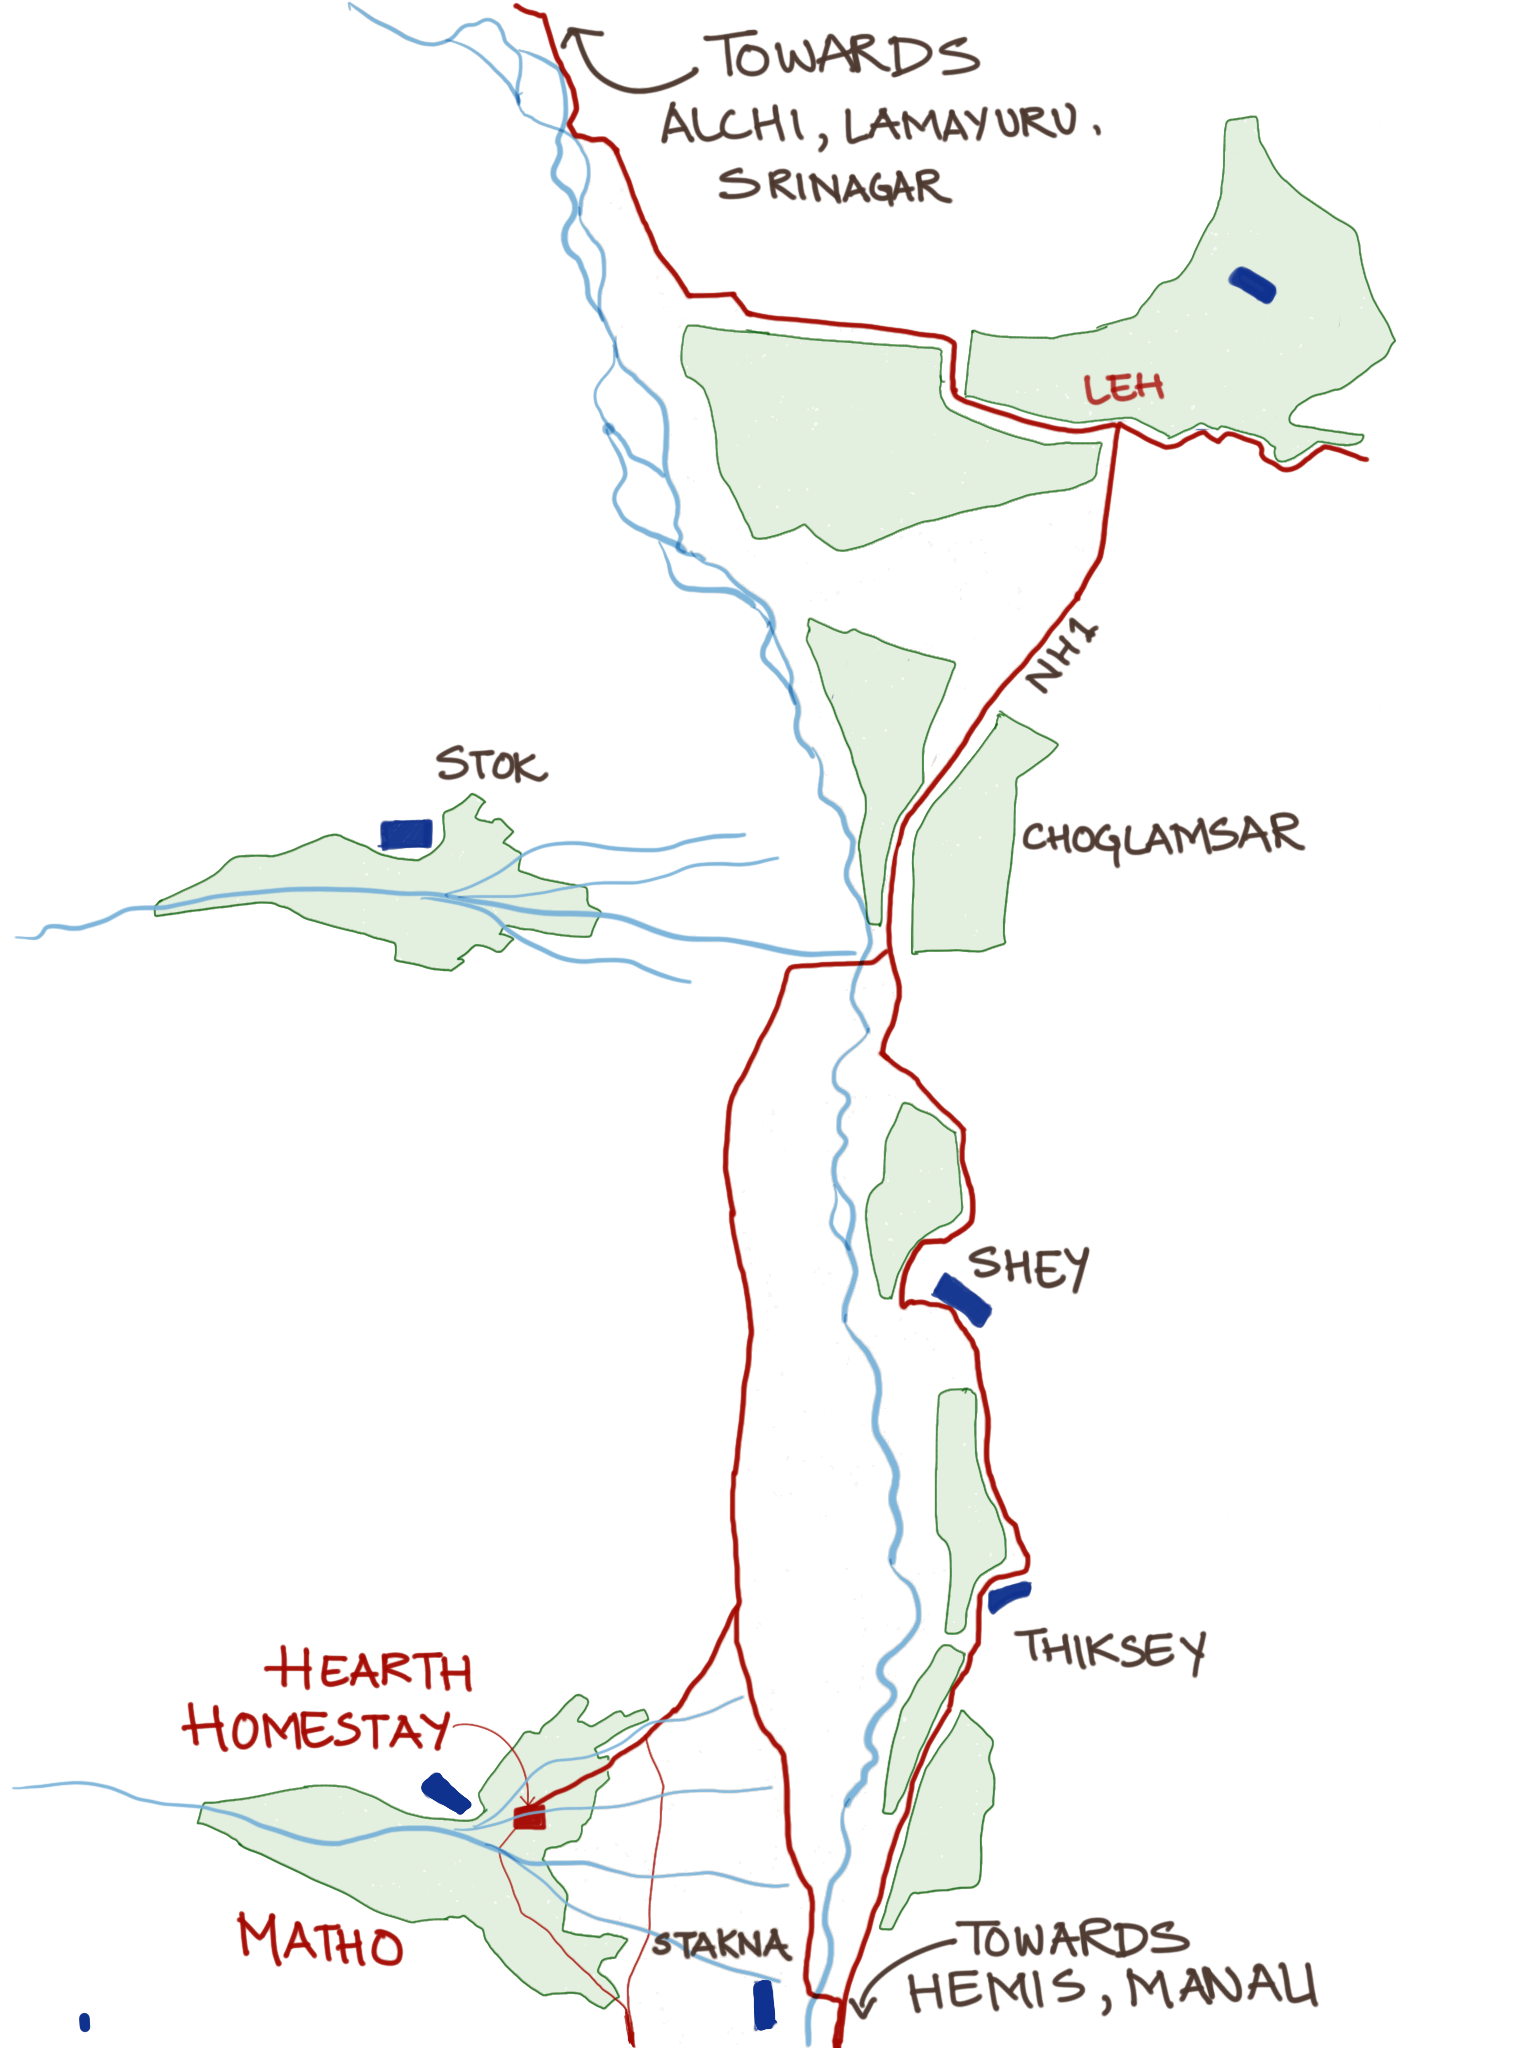 TOWARDS
ALCHI, LAMAYURU.
SRINAGAR
LEH
NH1
STOK
CHOGLAMSAR
SHEY
THIKSEY
HEARTH
HOMESTAY
MATHO
STAKNA
TOWARDS
HEMIS, MANALI